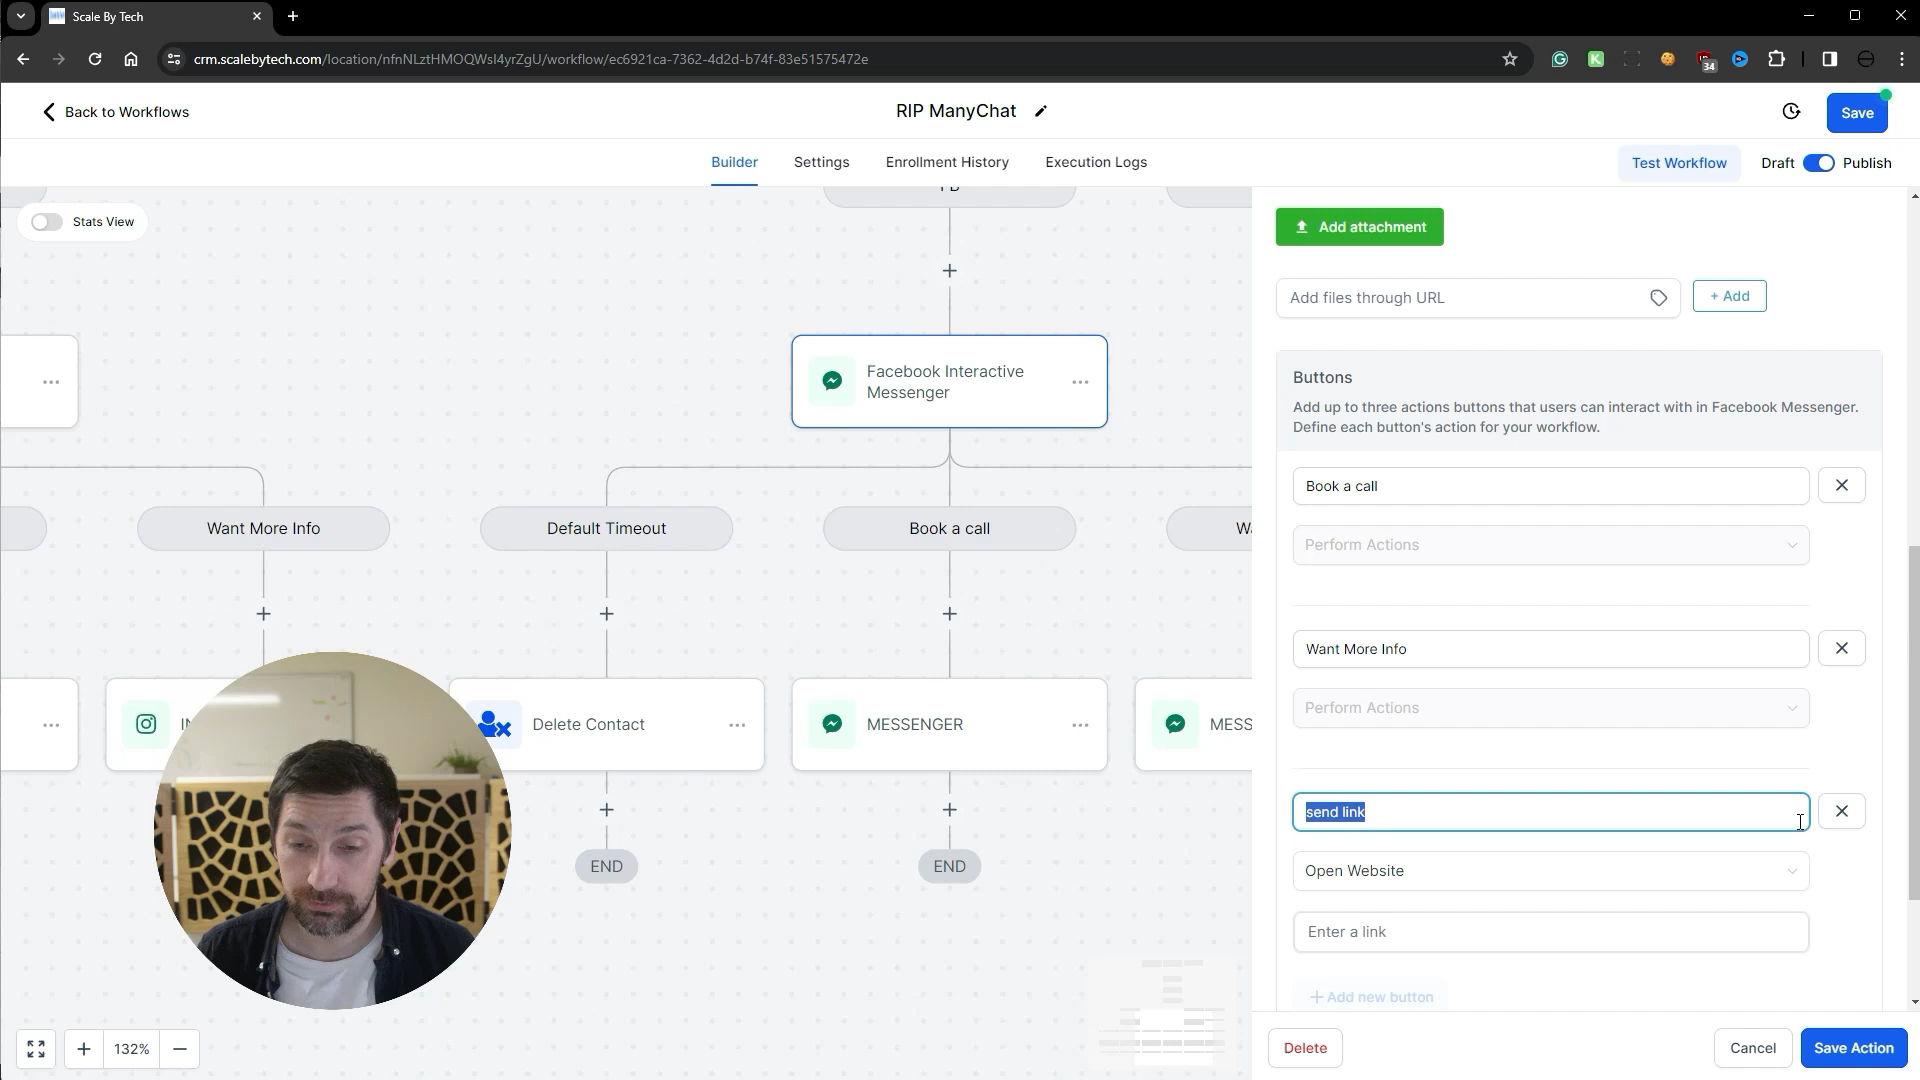 Scale By Tech
crm.scalebytech.com/location/nfnNLztHMOQWsl4yrZgU/workflow/ec6921ca-7362-4d2d-b74f-83e51575472e
34
Back to Workflows
RIP ManyChat
Save
Builder
Settings
Enrollment History
Execution Logs
Test Workflow
Draft
Publish
Stats View
FB
Add attachment
Add files through URL
+ Add
Facebook Interactive
Messenger
Buttons
Add up to three actions buttons that users can interact with in Facebook Messenger.
Define each button's action for your workflow.
Book a call
Perform Actions
Want More Info
Default Timeout
Book a call
Want More Info
Perform Actions
Delete Contact
MESSENGER
MESS
send link
Open Website
END
END
Enter a link
+ Add new button
132%
Delete
Cancel
Save Action